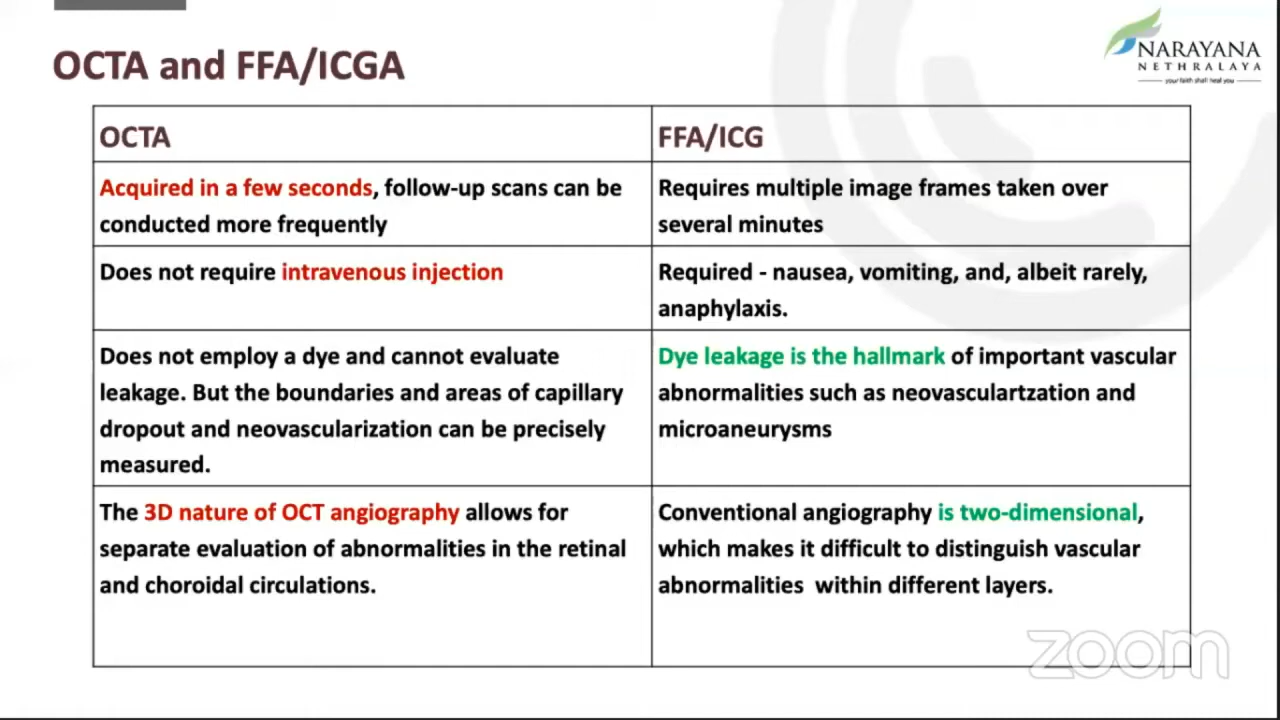 OCTA and FFA/ICGA
NARAYANA
NETHRALAYA
your faith shall heal you
OCTA
FFA/ICG
Acquired in a few seconds, follow-up scans can be
conducted more frequently
Requires multiple image frames taken over
several minutes
Does not require intravenous injection
Required - nausea, vomiting, and, albeit rarely,
anaphylaxis.
Does not employ a dye and cannot evaluate
leakage. But the boundaries and areas of capillary
dropout and neovascularization can be precisely
measured.
Dye leakage is the hallmark of important vascular
abnormalities such as neovasculartzation and
microaneurysms
The 3D nature of OCT angiography allows for
separate evaluation of abnormalities in the retinal
and choroidal circulations.
Conventional angiography is two-dimensional,
which makes it difficult to distinguish vascular
abnormalities within different layers.
zoom